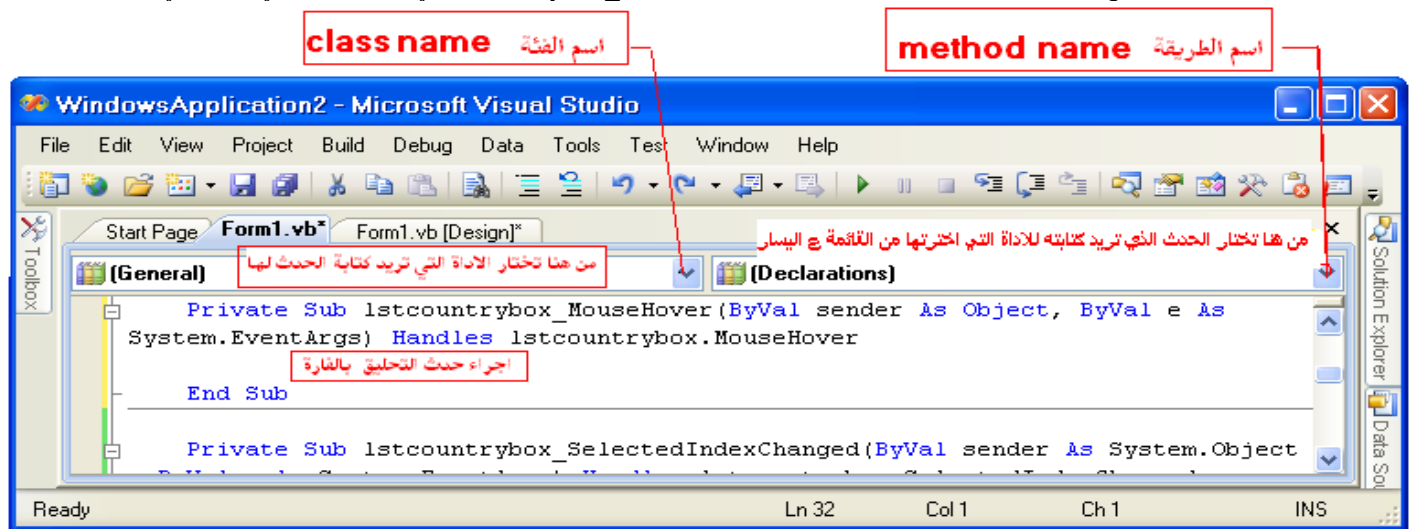 class name اسم الفئة
method name اسم الطريقة
WindowsApplication2 - Microsoft Visual Studio
File Edit View Project Build Debug Data Tools Test Window Help
Start Page Form1.vb* Form1.vb [Design]*
من هنا تختار الحدث الذي تريد كتابته للاداة التي اخترتها من القائمة ع اليسار
(General)
من هنا تختار الاداة التي تريد كتابة الحدث لها
(Declarations)
Toolbox
Solution Explorer
Data Sou
Private Sub lstcountrybox_MouseHover(ByVal sender As Object, ByVal e As
System.EventArgs) Handles lstcountrybox.MouseHover
اجراء حدث التحليق بالفارة
End Sub
Private Sub lstcountrybox_SelectedIndexChanged(ByVal sender As System.Object
Ready Ln 32 Col 1 Ch 1 INS